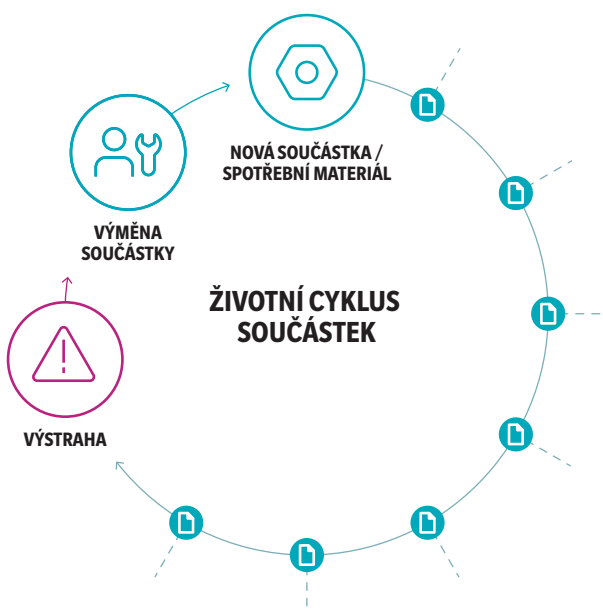 NOVÁ SOUČÁSTKA /
SPOTŘEBNÍ MATERIÁL
VÝMĚNA
SOUČÁSTKY
ŽIVOTNÍ CYKLUS
SOUČÁSTEK
VÝSTRAHA